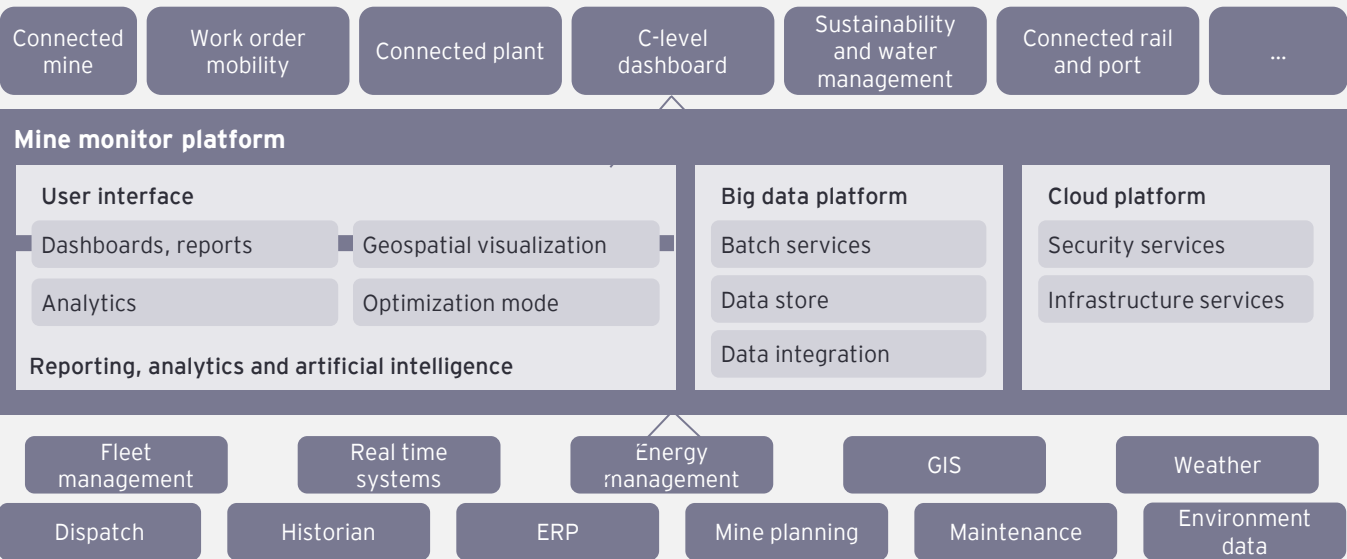 Connected
mine
Work order
mobility
Connected plant
C-level
dashboard
Sustainability
and water
management
Connected rail
and port
...
Mine monitor platform
User interface
Dashboards, reports
Geospatial visualization
Analytics
Optimization mode
Reporting, analytics and artificial intelligence
Big data platform
Batch services
Data store
Data integration
Cloud platform
Security services
Infrastructure services
Fleet
management
Real time
systems
Energy
management
GIS
Weather
Dispatch
Historian
ERP
Mine planning
Maintenance
Environment
data